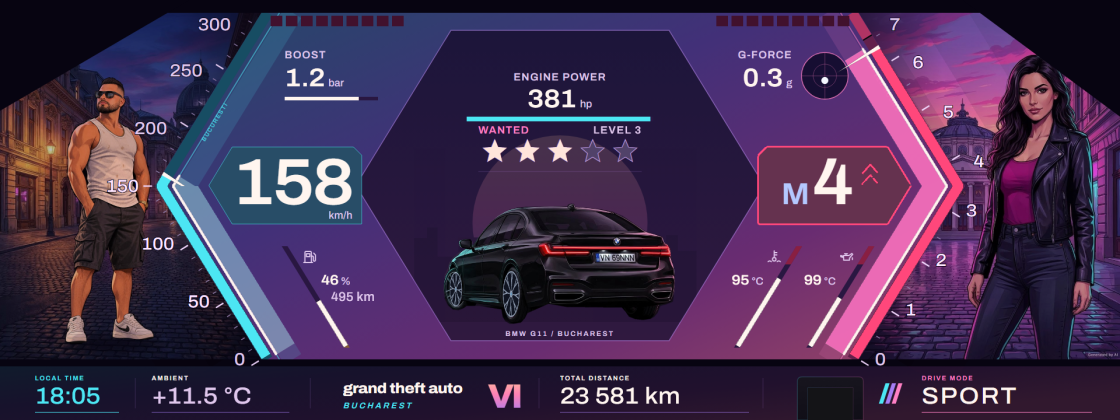 300
250
200
150
100
50
0
BUCHAREST
BOOST
1.2 bar
158
km/h
46 %
495 km
ENGINE POWER
381 hp
WANTED LEVEL 3
VN 69NNN
BMW G11 / BUCHAREST
G-FORCE
0.3 g
M4
95 °C
99 °C
7
6
5
4
3
2
1
0
LOCAL TIME
18:05
AMBIENT
+11.5 °C
grand theft auto
BUCHAREST
VI
TOTAL DISTANCE
23 581 km
DRIVE MODE
SPORT